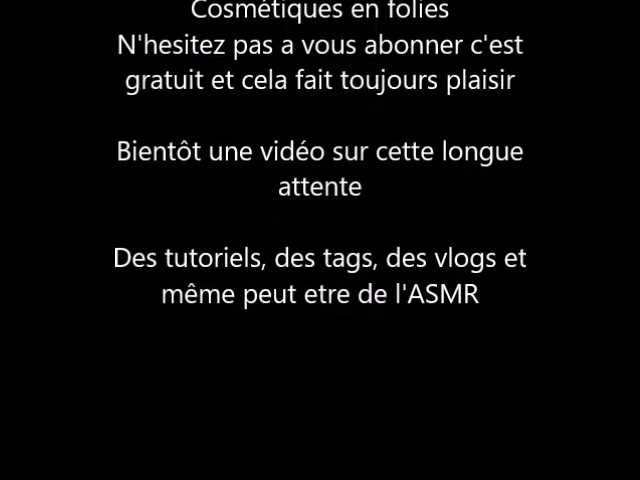 Cosmétiques en folies
N'hesitez pas a vous abonner c'est
gratuit et cela fait toujours plaisir
Bientôt une vidéo sur cette longue
attente
Des tutoriels, des tags, des vlogs et
même peut etre de l'ASMR